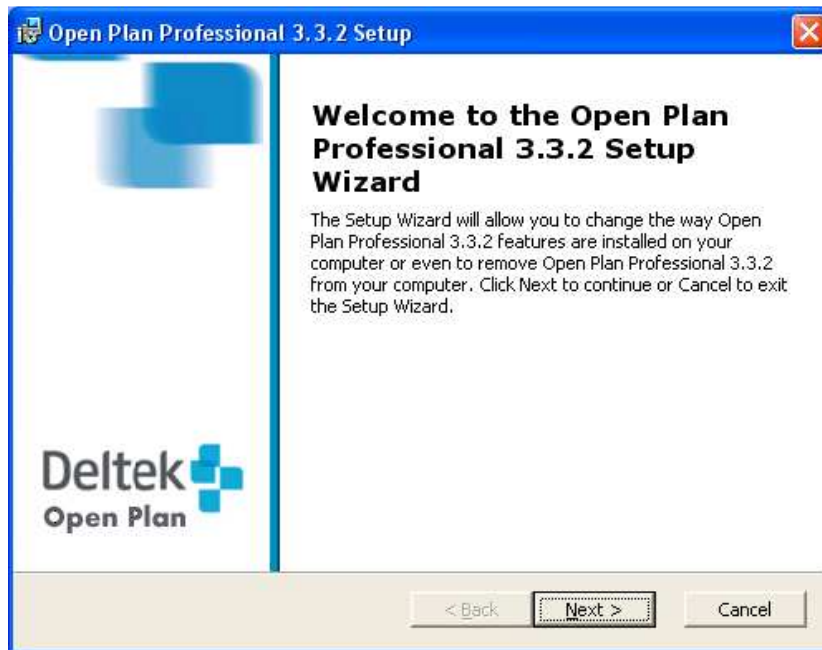 Open Plan Professional 3.3.2 Setup
Welcome to the Open Plan
Professional 3.3.2 Setup
Wizard
The Setup Wizard will allow you to change the way Open
Plan Professional 3.3.2 features are installed on your
computer or even to remove Open Plan Professional 3.3.2
from your computer. Click Next to continue or Cancel to exit
the Setup Wizard.
Deltek
Open Plan
< Back Next > Cancel